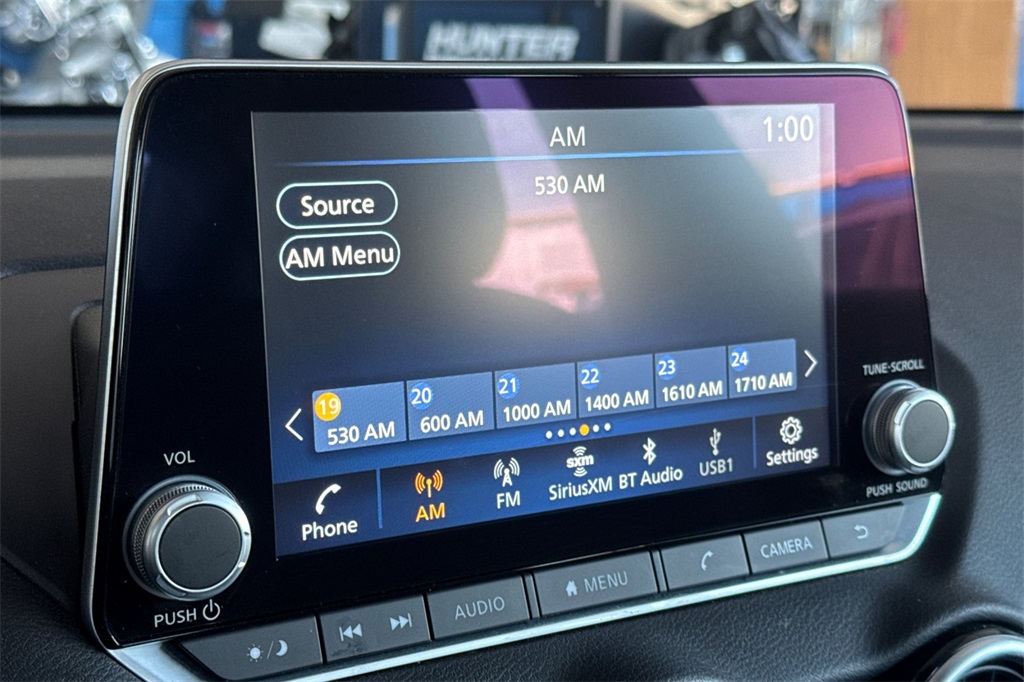 HUNTER
AM
1:00
530 AM
Source
AM Menu
19 20 21 22 23 24
530 AM 600 AM 1000 AM 1400 AM 1610 AM 1710 AM
Phone AM FM sxm SiriusXM BT Audio USB1 Settings
VOL
PUSH
TUNE·SCROLL
PUSH SOUND
AUDIO MENU CAMERA